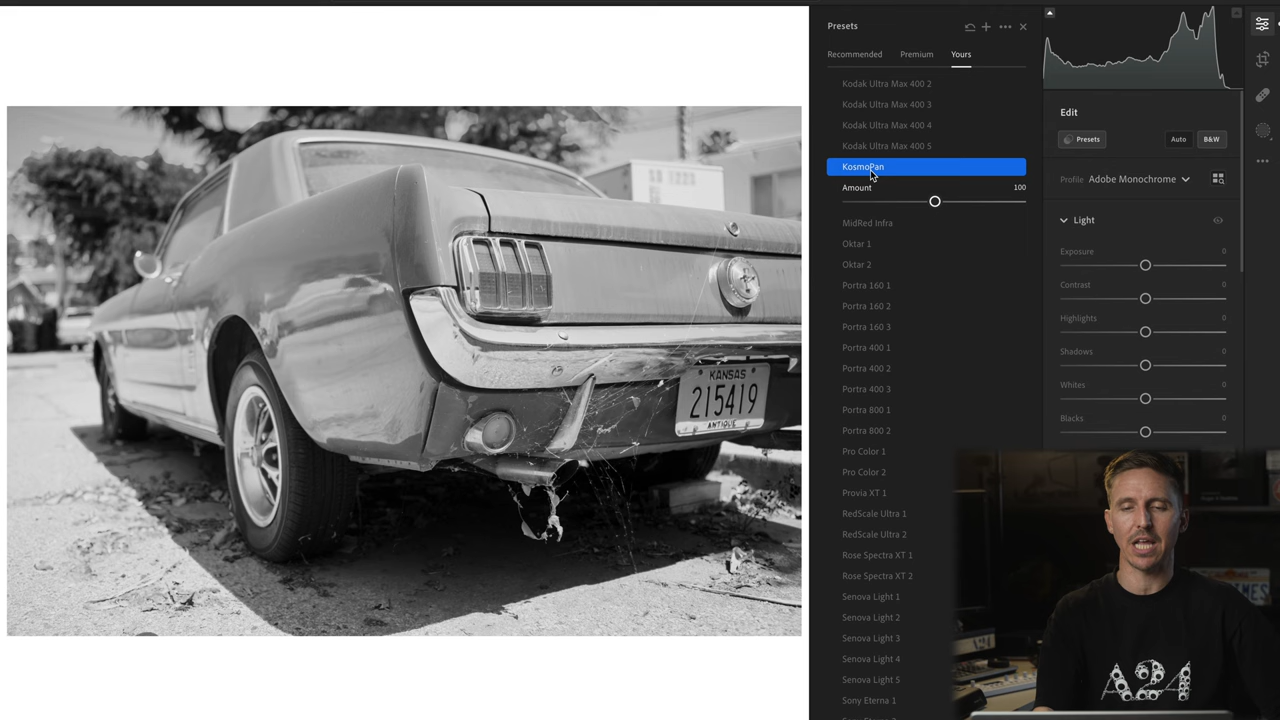 Presets
Recommended Premium Yours
Kodak Ultra Max 400 2
Kodak Ultra Max 400 3
Kodak Ultra Max 400 4
Kodak Ultra Max 400 5
KosmoPan
Amount 100
MidRed Infra
Oktar 1
Oktar 2
Portra 160 1
Portra 160 2
Portra 160 3
Portra 400 1
Portra 400 2
Portra 400 3
Portra 800 1
Portra 800 2
Pro Color 1
Pro Color 2
Provia XT 1
RedScale Ultra 1
RedScale Ultra 2
Rose Spectra XT 1
Rose Spectra XT 2
Senova Light 1
Senova Light 2
Senova Light 3
Senova Light 4
Senova Light 5
Sony Eterna 1
Edit
Presets Auto B&W
Profile Adobe Monochrome
Light
Exposure 0
Contrast 0
Highlights 0
Shadows 0
Whites 0
Blacks 0
KANSAS
215419
ANTIQUE
A24